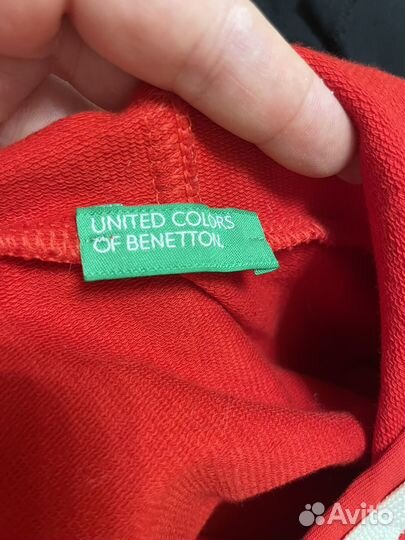 UNITED COLORS
OF BENETTON.
Avito